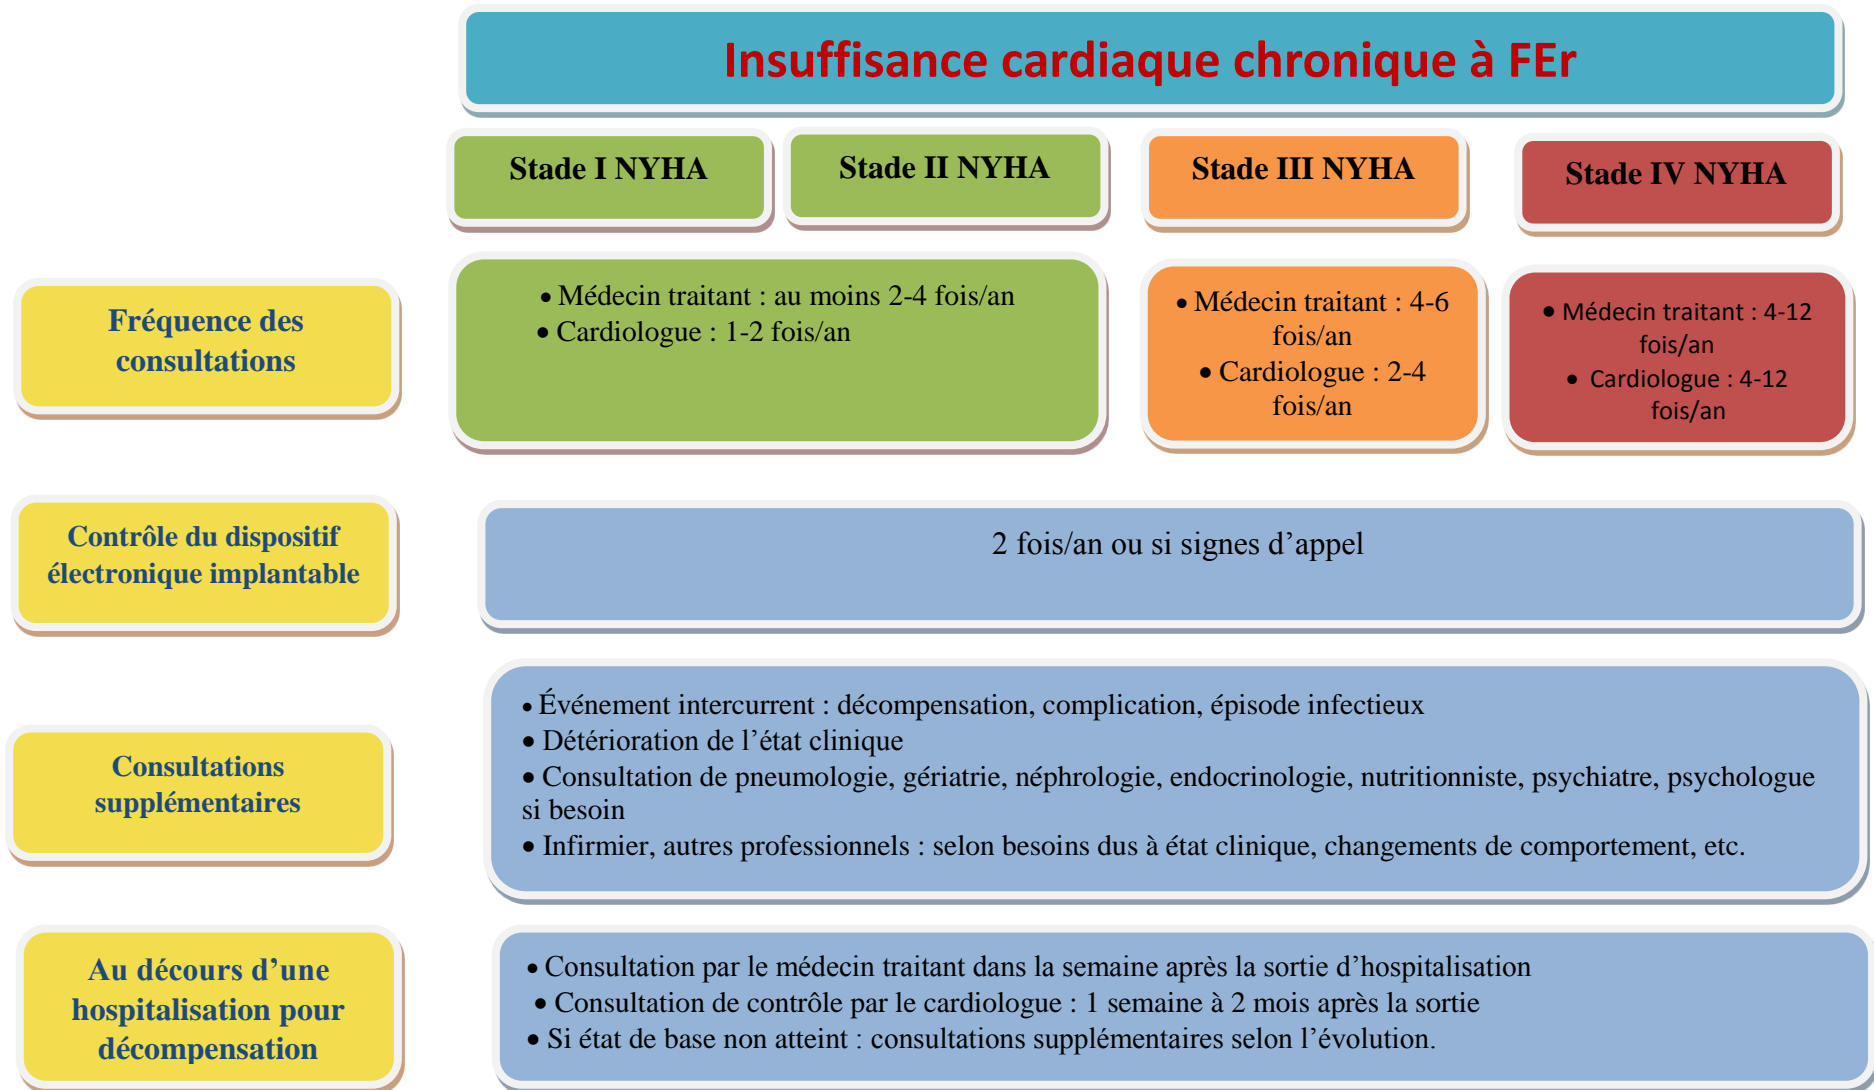 Insuffisance cardiaque chronique à FEr
Stade I NYHA
Stade II NYHA
Stade III NYHA
Stade IV NYHA
Fréquence des
consultations
• Médecin traitant : au moins 2-4 fois/an
• Cardiologue : 1-2 fois/an
• Médecin traitant : 4-6
fois/an
• Cardiologue : 2-4
fois/an
• Médecin traitant : 4-12
fois/an
• Cardiologue : 4-12
fois/an
Contrôle du dispositif
électronique implantable
2 fois/an ou si signes d’appel
Consultations
supplémentaires
• Événement intercurrent : décompensation, complication, épisode infectieux
• Détérioration de l’état clinique
• Consultation de pneumologie, gériatrie, néphrologie, endocrinologie, nutritionniste, psychiatre, psychologue
si besoin
• Infirmier, autres professionnels : selon besoins dus à état clinique, changements de comportement, etc.
Au décours d’une
hospitalisation pour
décompensation
• Consultation par le médecin traitant dans la semaine après la sortie d’hospitalisation
• Consultation de contrôle par le cardiologue : 1 semaine à 2 mois après la sortie
• Si état de base non atteint : consultations supplémentaires selon l’évolution.